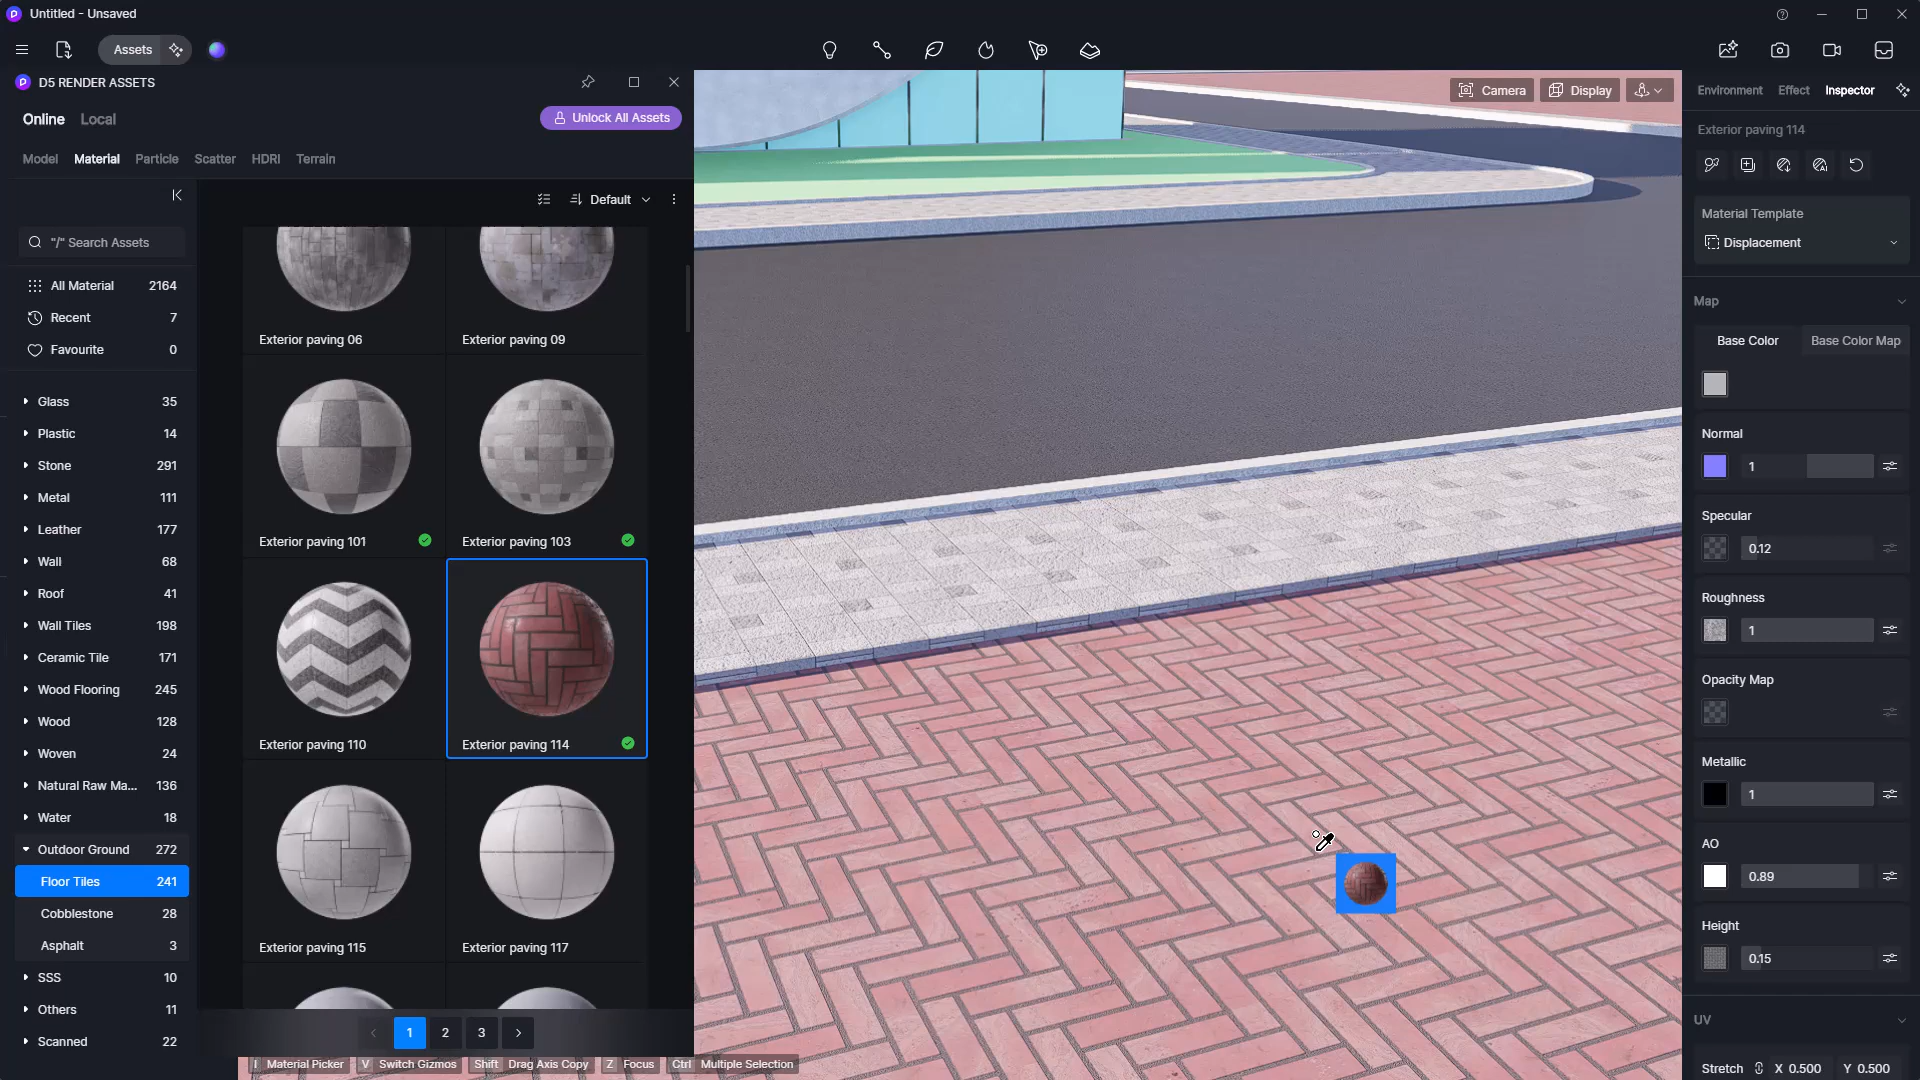 Untitled - Unsaved
Assets
D5 RENDER ASSETS
Online Local
Unlock All Assets
Model Material Particle Scatter HDRI Terrain
Default
"/" Search Assets
All Material 2164
Recent 7
Favourite 0
Glass 35
Plastic 14
Stone 291
Metal 111
Leather 177
Wall 68
Roof 41
Wall Tiles 198
Ceramic Tile 171
Wood Flooring 245
Wood 128
Woven 24
Natural Raw Ma... 136
Water 18
Outdoor Ground 272
Floor Tiles 241
Cobblestone 28
Asphalt 3
SSS 10
Others 11
Scanned 22
Exterior paving 06
Exterior paving 09
Exterior paving 101
Exterior paving 103
Exterior paving 110
Exterior paving 114
Exterior paving 115
Exterior paving 117
1 2 3
I Material Picker V Switch Gizmos Shift Drag Axis Copy Z Focus Ctrl Multiple Selection
Camera Display
Environment Effect Inspector
Exterior paving 114
AI
Material Template
Displacement
Map
Base Color Base Color Map
Normal
1
Specular
0.12
Roughness
1
Opacity Map
Metallic
1
AO
0.89
Height
0.15
UV
Stretch X 0.500 Y 0.500